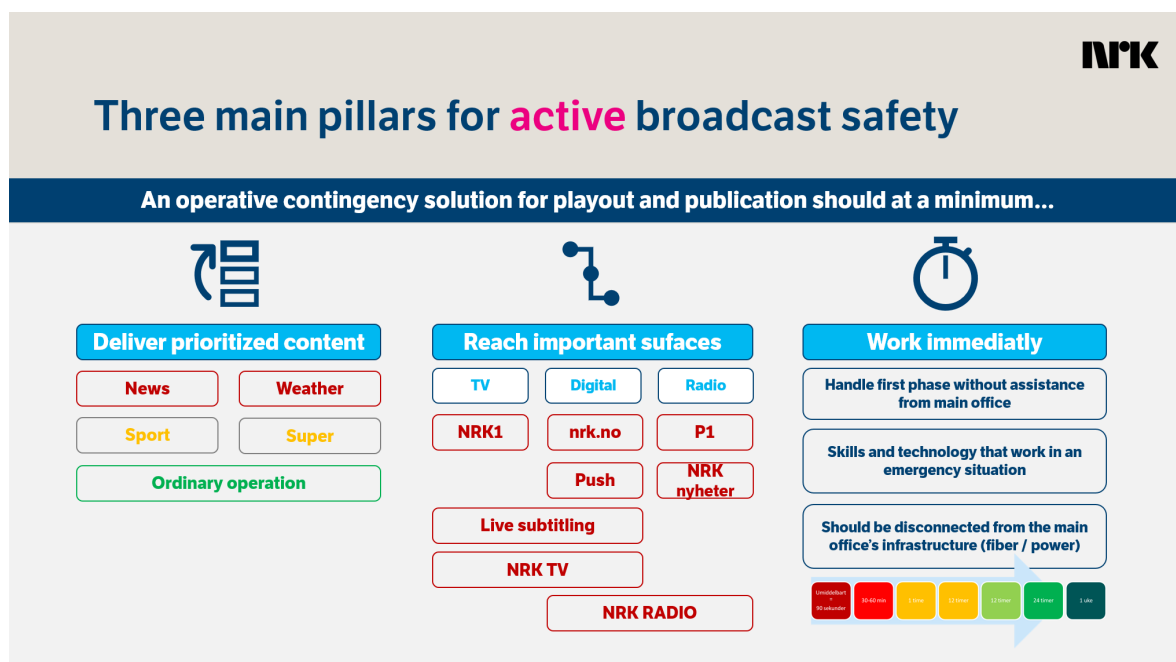 nrk
Three main pillars for active broadcast safety
An operative contingency solution for playout and publication should at a minimum...
Deliver prioritized content
News
Weather
Sport
Super
Ordinary operation
Reach important sufaces
TV
Digital
Radio
NRK1
nrk.no
P1
Push
NRK
nyheter
Live subtitling
NRK TV
NRK RADIO
Work immediatly
Handle first phase without assistance
from main office
Skills and technology that work in an
emergency situation
Should be disconnected from the main
office's infrastructure (fiber / power)
Umiddelbart
=
90 sekunder
30-60 min
1 time
12 timer
24 timer
1 uke